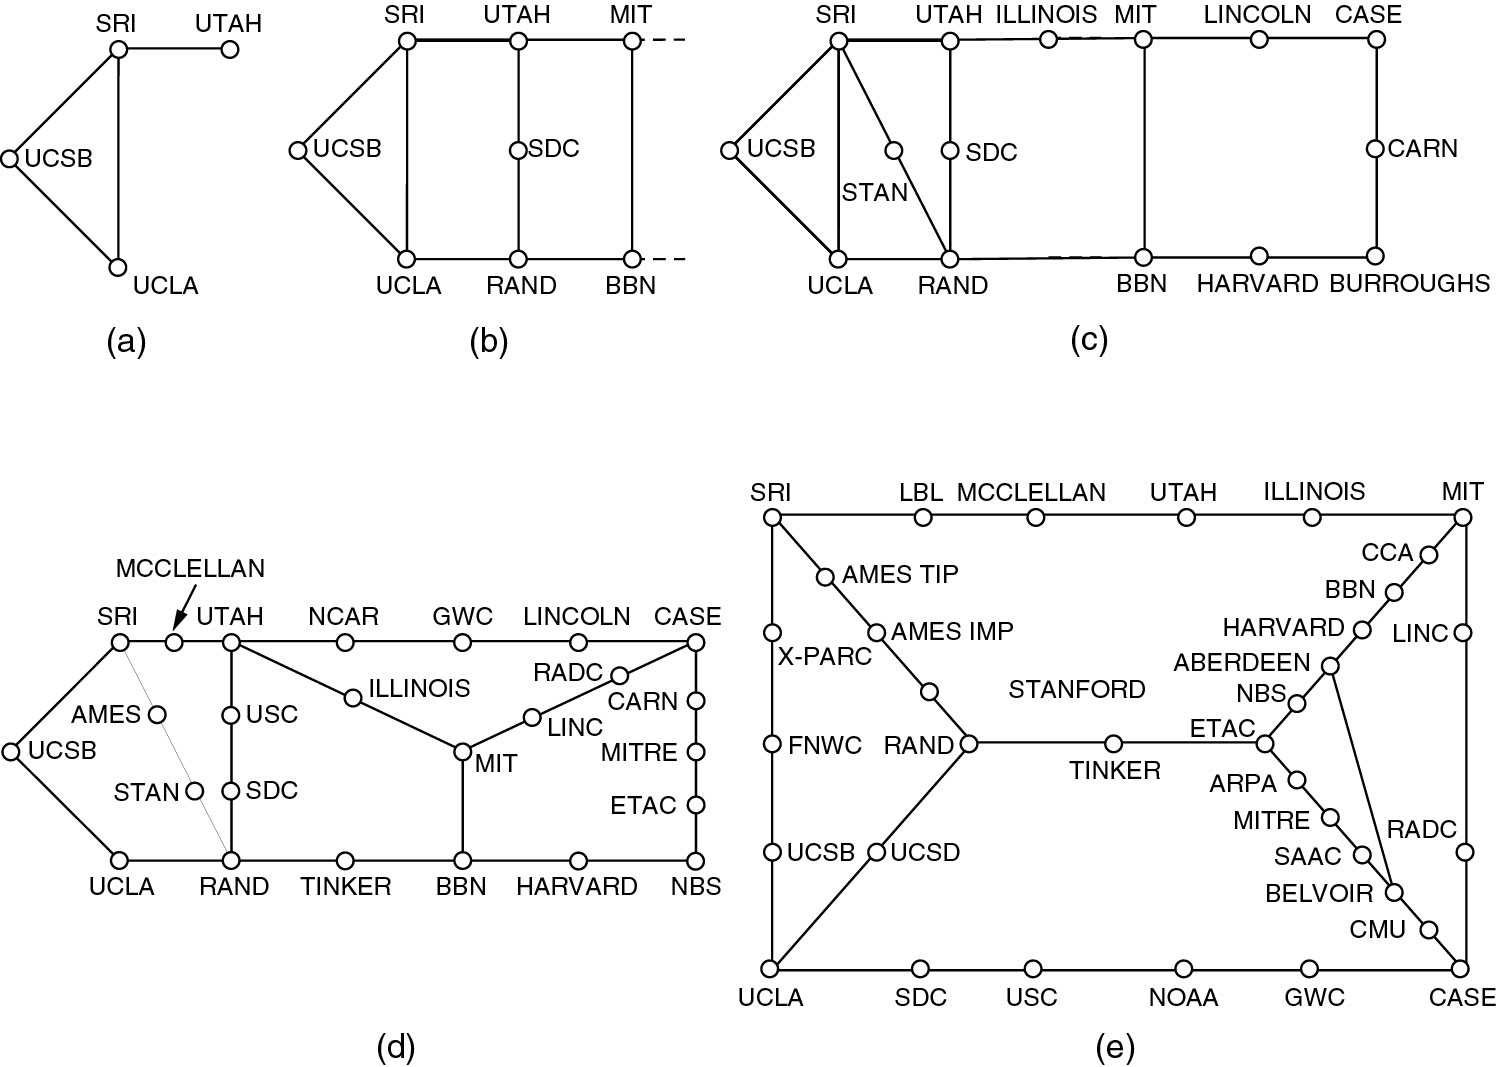 SRI UTAH
UCSB
UCLA
(a)
SRI UTAH MIT
UCSB SDC
UCLA RAND BBN
(b)
SRI UTAH ILLINOIS MIT LINCOLN CASE
UCSB SDC CARN
STAN
UCLA RAND BBN HARVARD BURROUGHS
(c)
MCCLELLAN
SRI UTAH NCAR GWC LINCOLN CASE
RADC
ILLINOIS CARN
AMES USC LINC
UCSB MIT MITRE
STAN SDC ETAC
UCLA RAND TINKER BBN HARVARD NBS
(d)
SRI LBL MCCLELLAN UTAH ILLINOIS MIT
CCA
AMES TIP
BBN
AMES IMP HARVARD LINC
X-PARC ABERDEEN
STANFORD NBS
ETAC
FNWC RAND
TINKER
ARPA
MITRE RADC
UCSB UCSD SAAC
BELVOIR
CMU
UCLA SDC USC NOAA GWC CASE
(e)